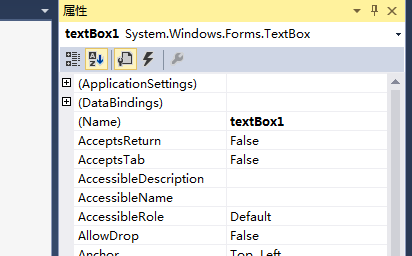 属性
textBox1 System.Windows.Forms.TextBox
(ApplicationSettings)
(DataBindings)
(Name) textBox1
AcceptsReturn False
AcceptsTab False
AccessibleDescription
AccessibleName
AccessibleRole Default
AllowDrop False
Anchor Top, Left